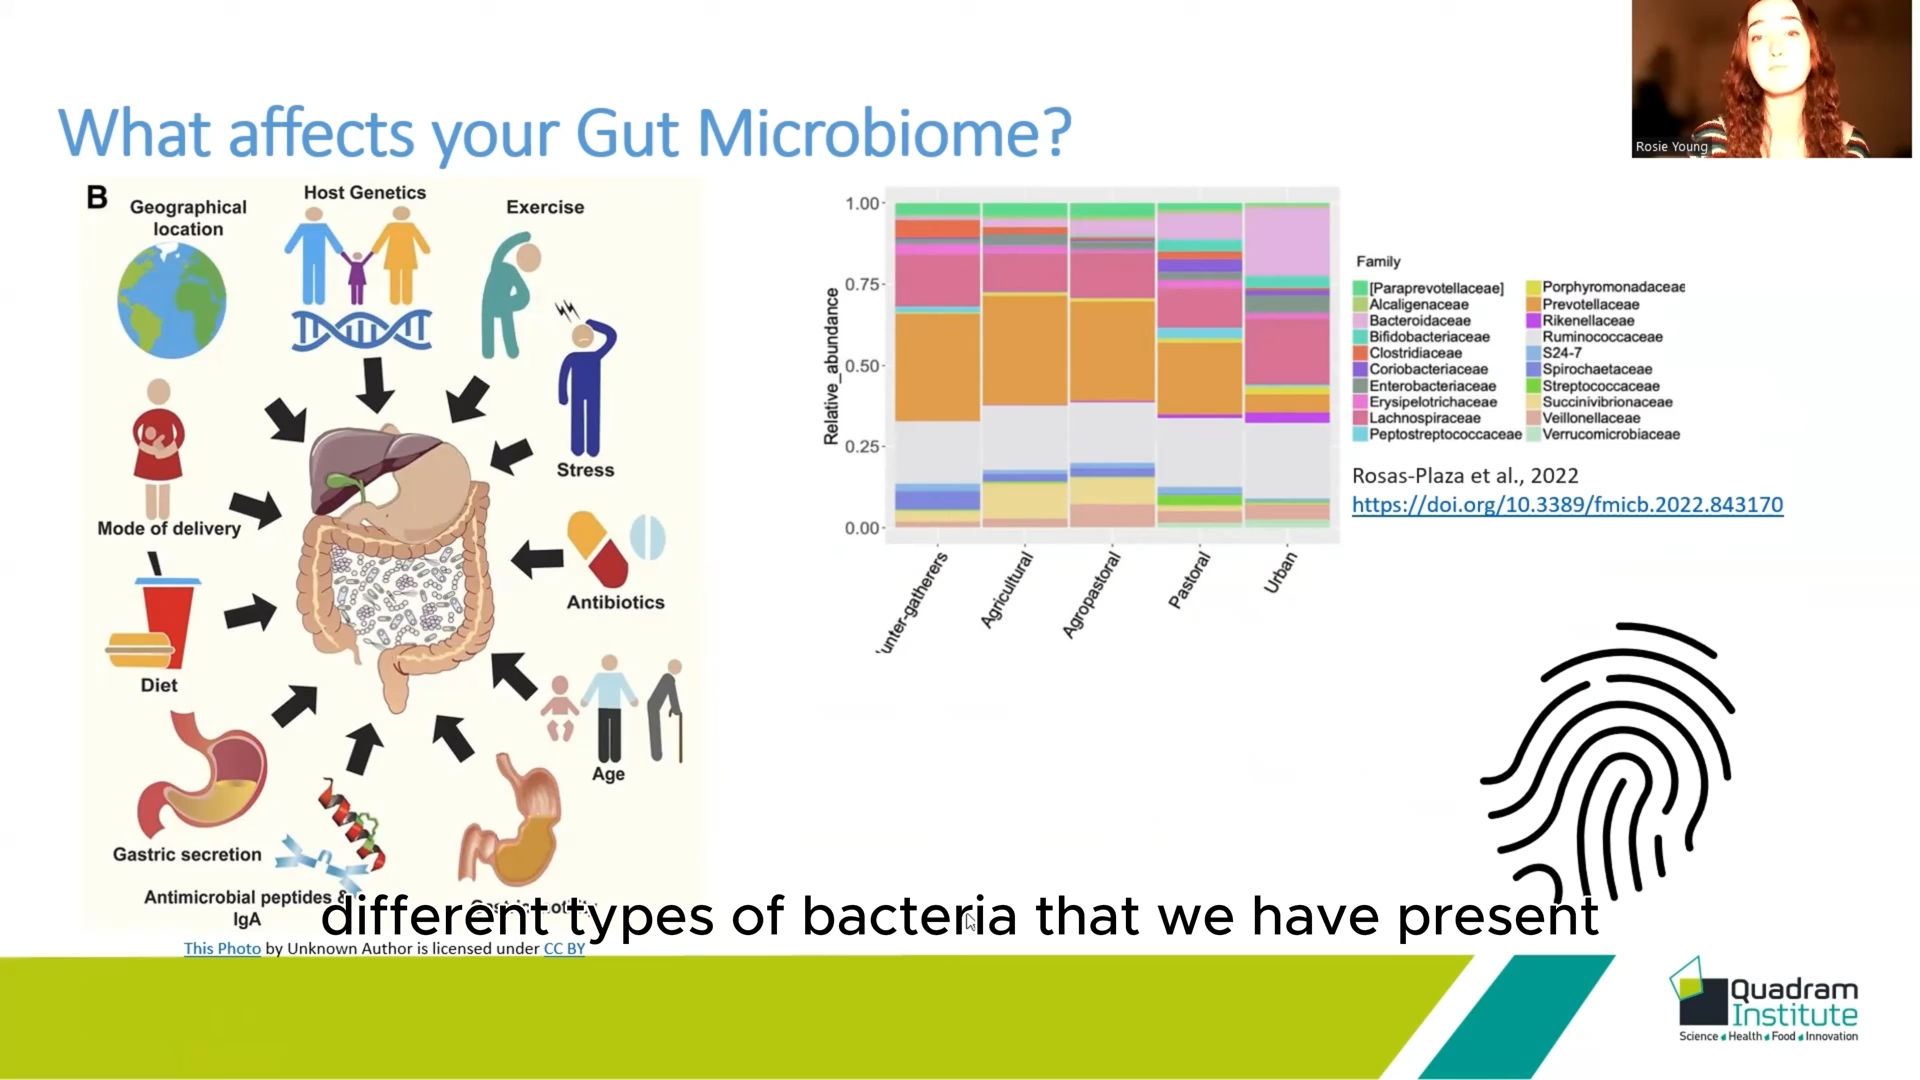 Rosie Young
What affects your Gut Microbiome?
B
Geographical
location
Host Genetics
Exercise
Stress
Mode of delivery
Antibiotics
Diet
Age
Gastric secretion
Antimicrobial peties &
IgA
This Photo by Unknown Author is licensed under CC BY
1.00
0.75
0.50
0.25
0.00
Relative_abundance
unter-gatherers
Agricultural
Agropastoral
Pastoral
Urban
Family
[Paraprevotellaceae]
Alcaligenaceae
Bacteroidaceae
Bifidobacteriaceae
Clostridiaceae
Coriobacteriaceae
Enterobacteriaceae
Erysipelotrichaceae
Lachnospiraceae
Peptostreptococcaceae
Porphyromonadaceae
Prevotellaceae
Rikenellaceae
Ruminococcaceae
S24-7
Spirochaetaceae
Streptococcaceae
Succinivibrionaceae
Veillonellaceae
Verrucomicrobiaceae
Rosas-Plaza et al., 2022
https://doi.org/10.3389/fmicb.2022.843170
different types of bacteria that we have present
Quadram
Institute
Science Health Food Innovation